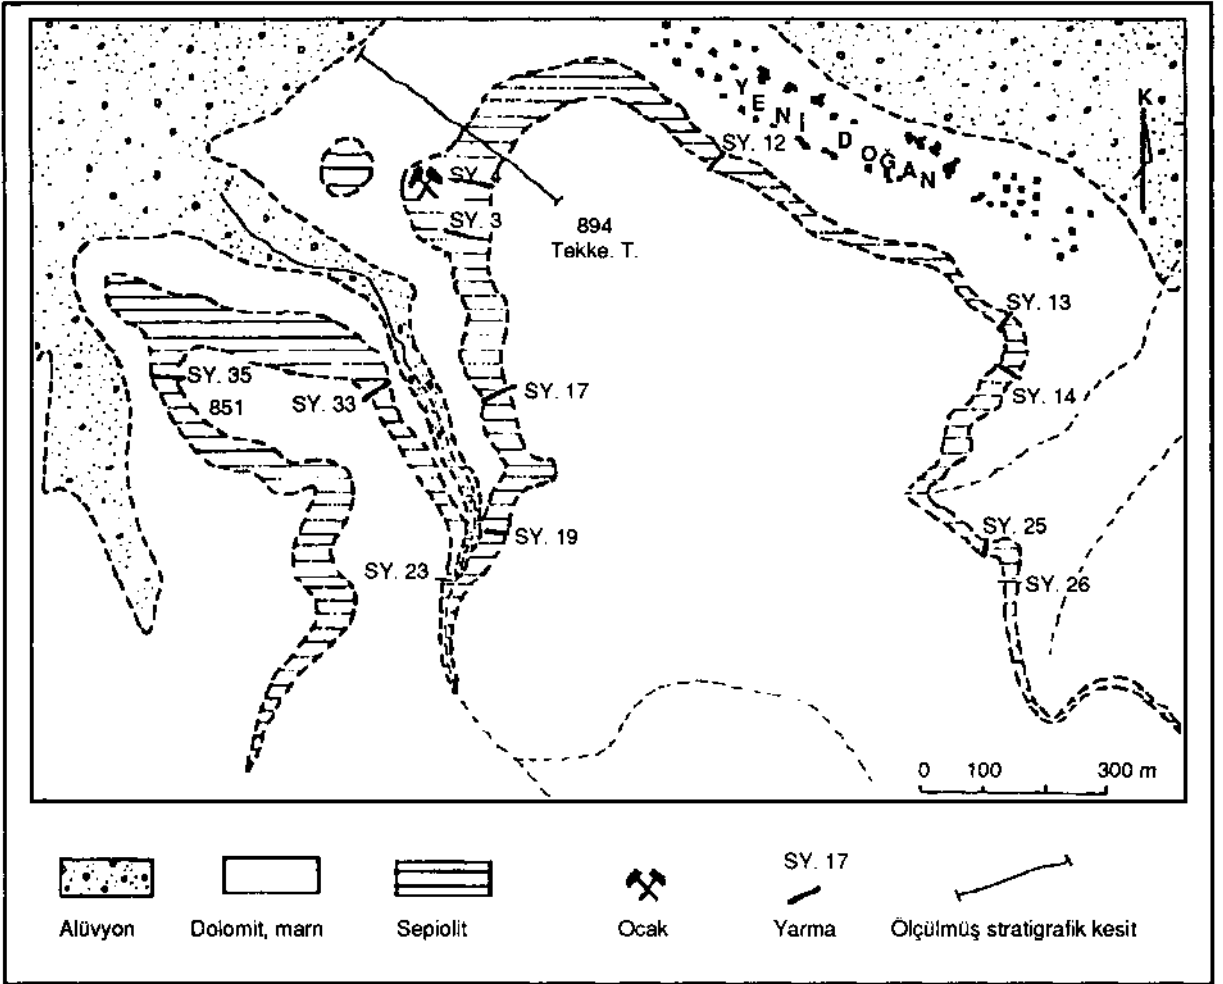 K
YENİDOĞAN
SY. 12
SY. 4
SY. 3
894
Tekke. T.
SY. 13
SY. 35
SY. 17
SY. 14
851
SY. 33
SY. 25
SY. 19
SY. 23
SY. 26
0 100 300 m
SY. 17
Alüvyon Dolomit, marn Sepiolit Ocak Yarma Ölçülmüş stratigrafik kesit